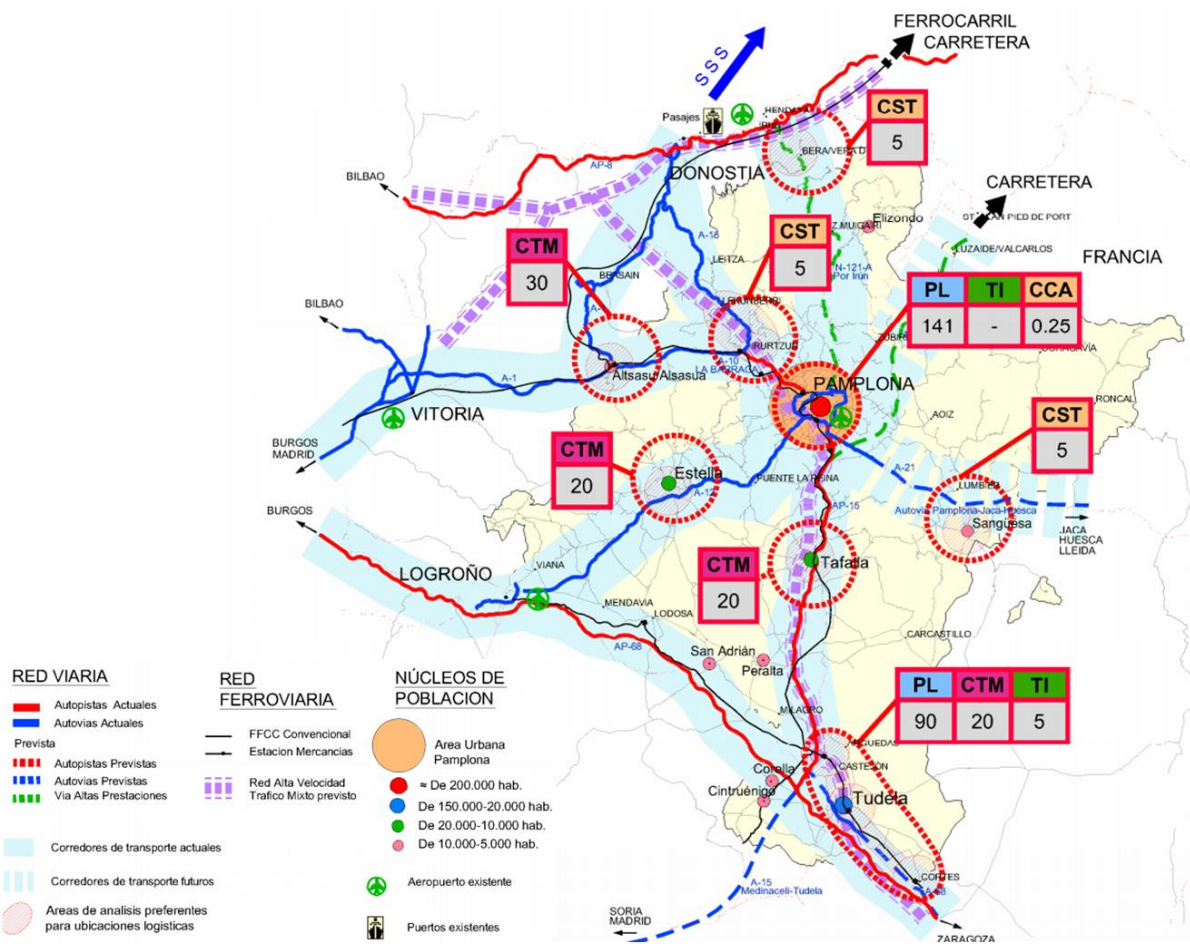 FERROCARRIL
CARRETERA
SSS
CST
5
Pasajes
HENDAYA
BERA/VERA D
AP-8
BILBAO
DONOSTIA
CARRETERA
PIED DE PORT
Elizondo
LUZAIDE/VALCARLOS
FRANCIA
CTM
30
CST
5
A-15
LEITZA
N-121-A
Por Irún
PL TI CCA
141 - 0.25
BILBAO
IRURTZUN
A-10
LA BARRACA
Altsasu Alsasua
A-1
PAMPLONA
VITORIA
AOIZ
RONCAL
CST
5
BURGOS
MADRID
CTM
20
Estella
A-12
PUENTE LA REINA
A-21
LUMBIER
Autovia Pamplona-Jaca-Huesca
Sangüesa
JACA
HUESCA
LLEIDA
BURGOS
AP-15
LOGROÑO
VIANA
CTM
20
Tafalla
MENDAVIA
LODOSA
CARCASTILLO
AP-68
San Adrián
Peralta
MILAGRO
PL CTM TI
90 20 5
ARGUEDAS
CASTEJÓN
Corella
Cintruénigo
Tudela
CORTES
A-68
A-15
Medinaceli-Tudela
SORIA
MADRID
ZARAGOZA
RED VIARIA
Autopistas Actuales
Autovias Actuales
Prevista
Autopistas Previstas
Autovias Previstas
Via Altas Prestaciones
Corredores de transporte actuales
Corredores de transporte futuros
Areas de analisis preferentes
para ubicaciones logisticas
RED
FERROVIARIA
FFCC Convencional
Estacion Mercancias
Red Alta Velocidad
Trafico Mixto previsto
NÚCLEOS DE
POBLACION
Area Urbana
Pamplona
≈ De 200.000 hab.
De 150.000-20.000 hab.
De 20.000-10.000 hab.
De 10.000-5.000 hab.
Aeropuerto existente
Puertos existentes